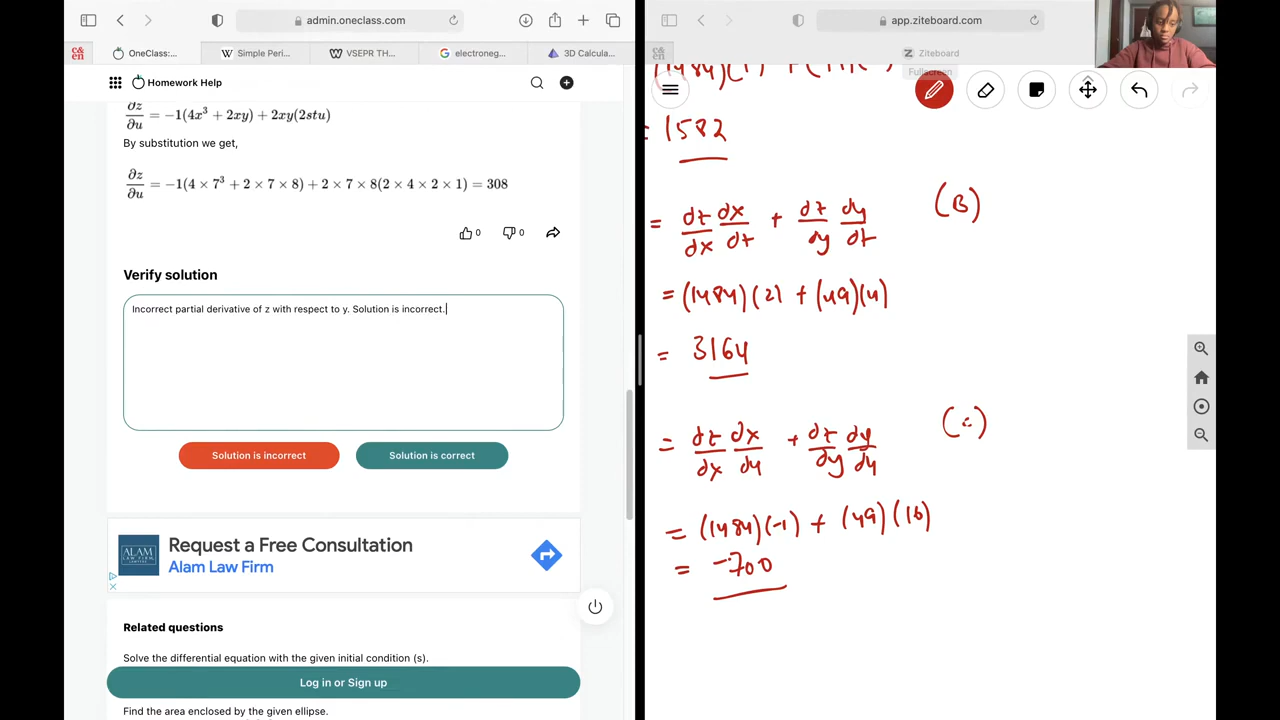 admin.oneclass.com
app.ziteboard.com
OneClass:...
Simple Peri...
VSEPR TH...
electroneg...
3D Calcula...
Ziteboard
Fullscreen
Homework Help
∂z/∂u = −1(4x³ + 2xy) + 2xy(2stu)
By substitution we get,
∂z/∂u = −1(4 × 7³ + 2 × 7 × 8) + 2 × 7 × 8(2 × 4 × 2 × 1) = 308
0 0
Verify solution
Incorrect partial derivative of z with respect to y. Solution is incorrect.
Solution is incorrect
Solution is correct
ALAM
LAW FIRM
Request a Free Consultation
Alam Law Firm
Related questions
Solve the differential equation with the given initial condition (s).
Log in or Sign up
Find the area enclosed by the given ellipse.
= 1582
= dz/dx dx/dt + dz/dy dy/dt (B)
= (1484)(2) + (49)(4)
= 3164
= dz/dx dx/du + dz/dy dy/du (C)
= (1484)(-1) + (49)(16)
= -700